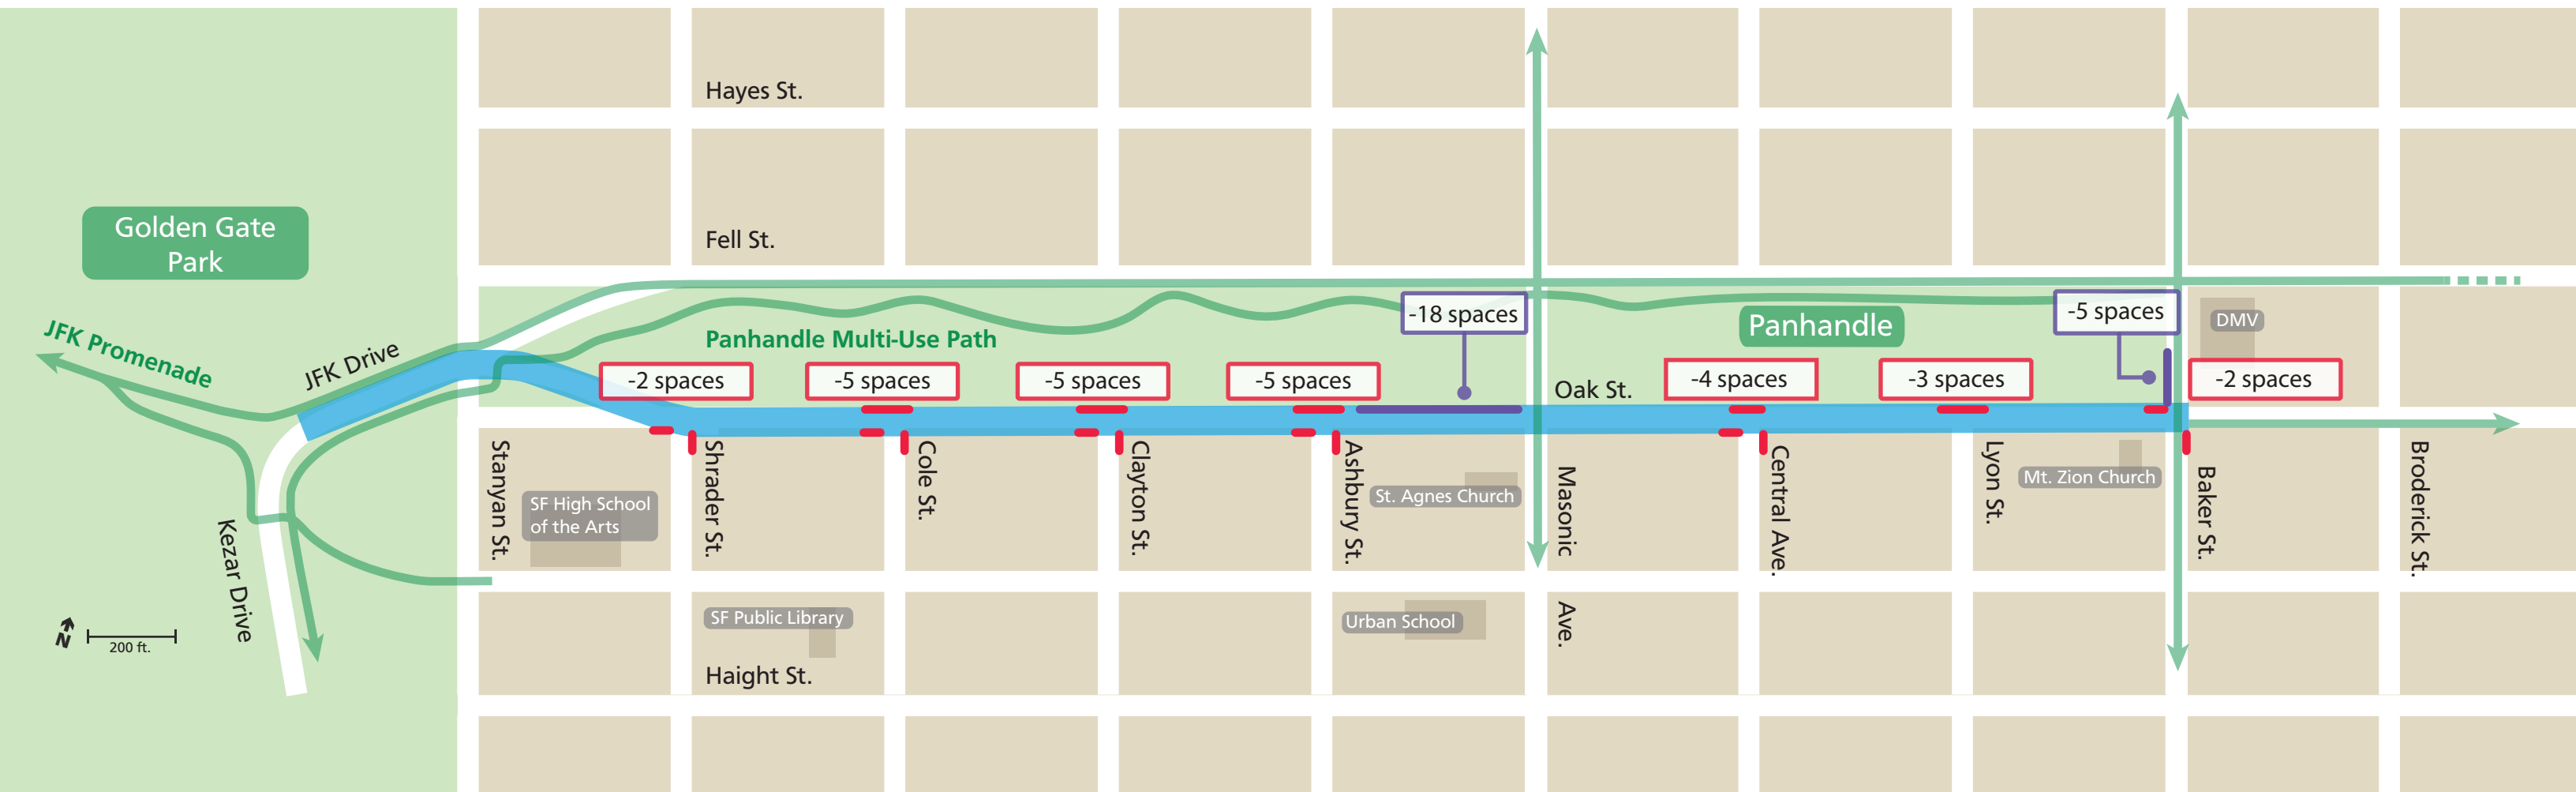 Hayes St.
Fell St.
Golden Gate
Park
JFK Promenade
JFK Drive
Kezar Drive
N
200 ft.
Panhandle Multi-Use Path
Panhandle
DMV
-18 spaces
-5 spaces
-2 spaces
-5 spaces
-5 spaces
-5 spaces
Oak St.
-4 spaces
-3 spaces
-2 spaces
Stanyan St.
SF High School
of the Arts
Shrader St.
Cole St.
Clayton St.
Ashbury St.
St. Agnes Church
Masonic
Ave.
Central Ave.
Lyon St.
Mt. Zion Church
Baker St.
Broderick St.
SF Public Library
Urban School
Haight St.